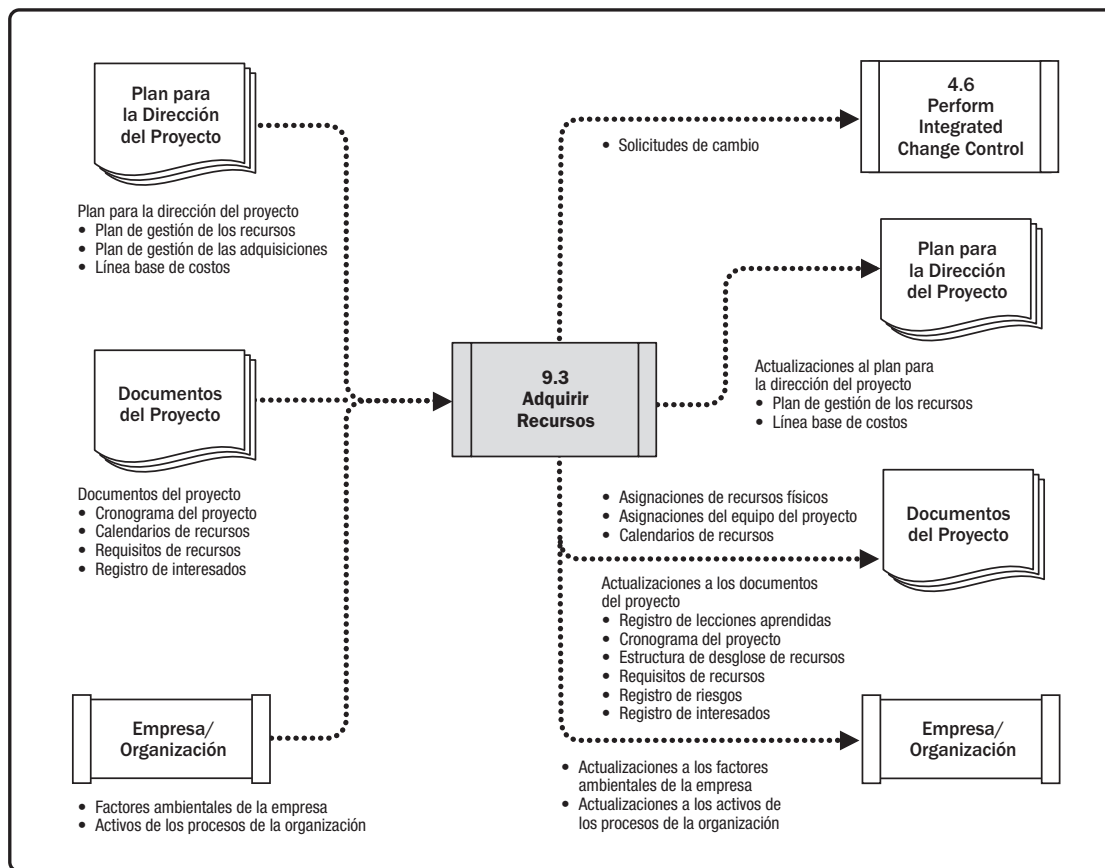 Plan para
la Dirección
del Proyecto
Plan para la dirección del proyecto
• Plan de gestión de los recursos
• Plan de gestión de las adquisiciones
• Línea base de costos
Documentos
del Proyecto
Documentos del proyecto
• Cronograma del proyecto
• Calendarios de recursos
• Requisitos de recursos
• Registro de interesados
Empresa/
Organización
• Factores ambientales de la empresa
• Activos de los procesos de la organización
9.3
Adquirir
Recursos
• Solicitudes de cambio
4.6
Perform
Integrated
Change Control
Plan para
la Dirección
del Proyecto
Actualizaciones al plan para
la dirección del proyecto
• Plan de gestión de los recursos
• Línea base de costos
• Asignaciones de recursos físicos
• Asignaciones del equipo del proyecto
• Calendarios de recursos
Documentos
del Proyecto
Actualizaciones a los documentos
del proyecto
• Registro de lecciones aprendidas
• Cronograma del proyecto
• Estructura de desglose de recursos
• Requisitos de recursos
• Registro de riesgos
• Registro de interesados
Empresa/
Organización
• Actualizaciones a los factores
ambientales de la empresa
• Actualizaciones a los activos de
los procesos de la organización